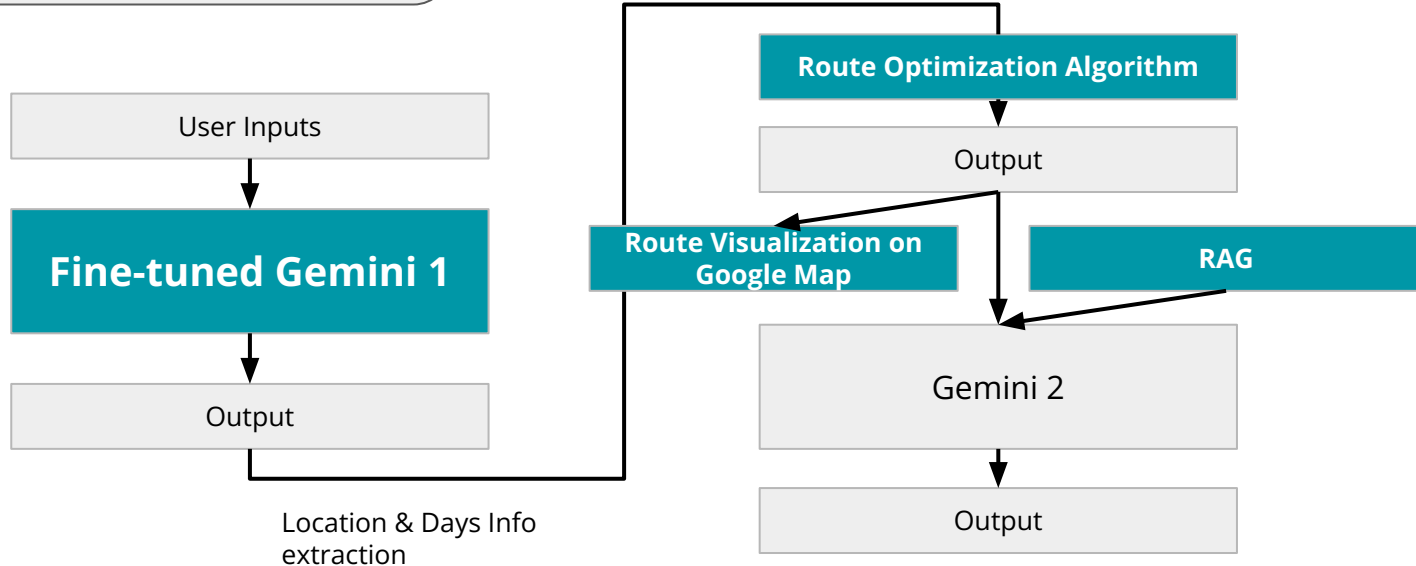 User Inputs
Fine-tuned Gemini 1
Output
Location & Days Info
extraction
Route Optimization Algorithm
Output
Route Visualization on
Google Map
RAG
Gemini 2
Output